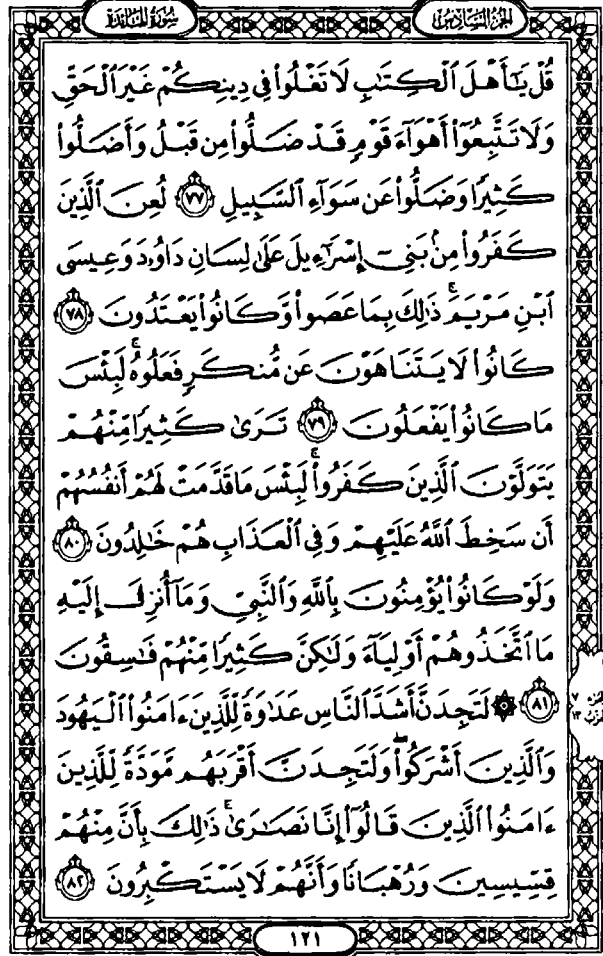 سُورَةُ المَائدَة الجُزءُ السَّادِسُ
قُلْ يَٰٓأَهْلَ ٱلْكِتَٰبِ لَا تَغْلُوا۟ فِى دِينِكُمْ غَيْرَ ٱلْحَقِّ
وَلَا تَتَّبِعُوٓا۟ أَهْوَآءَ قَوْمٍ قَدْ ضَلُّوا۟ مِن قَبْلُ وَأَضَلُّوا۟
كَثِيرًا وَضَلُّوا۟ عَن سَوَآءِ ٱلسَّبِيلِ ٧٧ لُعِنَ ٱلَّذِينَ
كَفَرُوا۟ مِنۢ بَنِىٓ إِسْرَٰٓءِيلَ عَلَىٰ لِسَانِ دَاوُۥدَ وَعِيسَى
ٱبْنِ مَرْيَمَ ۚ ذَٰلِكَ بِمَا عَصَوا۟ وَّكَانُوا۟ يَعْتَدُونَ ٧٨
كَانُوا۟ لَا يَتَنَاهَوْنَ عَن مُّنكَرٍ فَعَلُوهُ ۚ لَبِئْسَ
مَا كَانُوا۟ يَفْعَلُونَ ٧٩ تَرَىٰ كَثِيرًا مِّنْهُمْ
يَتَوَلَّوْنَ ٱلَّذِينَ كَفَرُوا۟ ۚ لَبِئْسَ مَا قَدَّمَتْ لَهُمْ أَنفُسُهُمْ
أَن سَخِطَ ٱللَّهُ عَلَيْهِمْ وَفِى ٱلْعَذَابِ هُمْ خَٰلِدُونَ ٨٠
وَلَوْ كَانُوا۟ يُؤْمِنُونَ بِٱللَّهِ وَٱلنَّبِىِّ وَمَآ أُنزِلَ إِلَيْهِ
مَا ٱتَّخَذُوهُمْ أَوْلِيَآءَ وَلَٰكِنَّ كَثِيرًا مِّنْهُمْ فَٰسِقُونَ
٨١ ۞ لَتَجِدَنَّ أَشَدَّ ٱلنَّاسِ عَدَٰوَةً لِّلَّذِينَ ءَامَنُوا۟ ٱلْيَهُودَ
وَٱلَّذِينَ أَشْرَكُوا۟ ۖ وَلَتَجِدَنَّ أَقْرَبَهُم مَّوَدَّةً لِّلَّذِينَ
ءَامَنُوا۟ ٱلَّذِينَ قَالُوٓا۟ إِنَّا نَصَٰرَىٰ ۚ ذَٰلِكَ بِأَنَّ مِنْهُمْ
قِسِّيسِينَ وَرُهْبَانًا وَأَنَّهُمْ لَا يَسْتَكْبِرُونَ ٨٢
١٢١